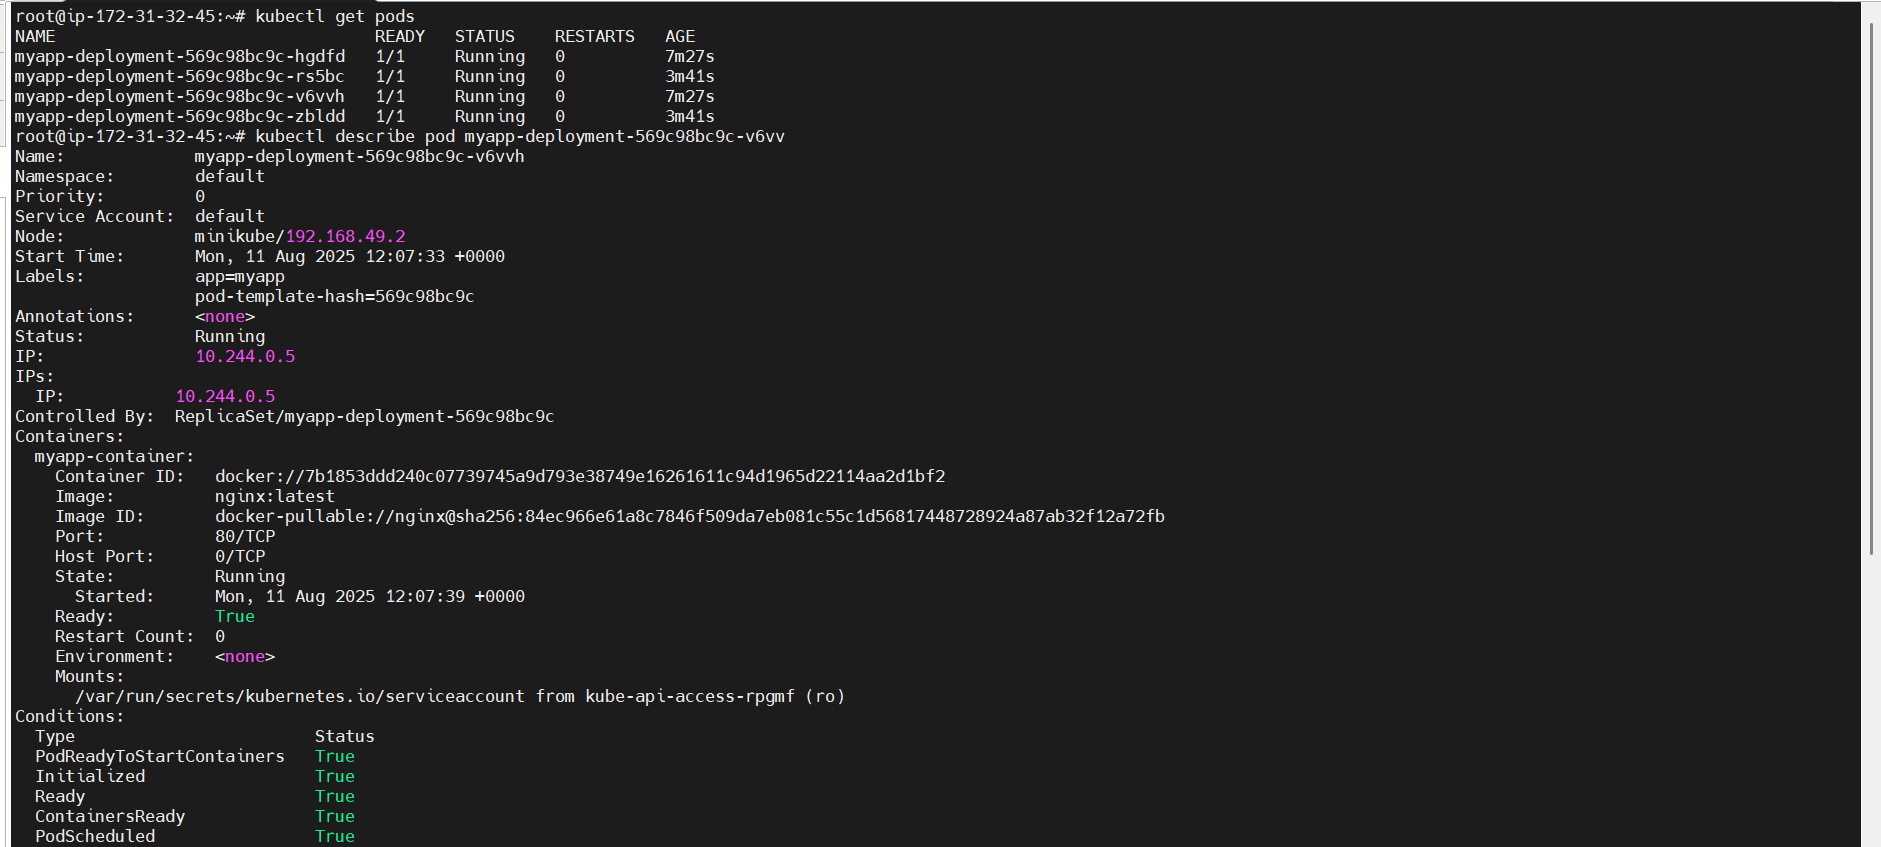 root@ip-172-31-32-45:~# kubectl get pods
NAME                                READY   STATUS    RESTARTS   AGE
myapp-deployment-569c98bc9c-hgdfd   1/1     Running   0          7m27s
myapp-deployment-569c98bc9c-rs5bc   1/1     Running   0          3m41s
myapp-deployment-569c98bc9c-v6vvh   1/1     Running   0          7m27s
myapp-deployment-569c98bc9c-zbldd   1/1     Running   0          3m41s
root@ip-172-31-32-45:~# kubectl describe pod myapp-deployment-569c98bc9c-v6vv
Name:             myapp-deployment-569c98bc9c-v6vvh
Namespace:        default
Priority:         0
Service Account:  default
Node:             minikube/192.168.49.2
Start Time:       Mon, 11 Aug 2025 12:07:33 +0000
Labels:           app=myapp
                  pod-template-hash=569c98bc9c
Annotations:      <none>
Status:           Running
IP:               10.244.0.5
IPs:
  IP:           10.244.0.5
Controlled By:  ReplicaSet/myapp-deployment-569c98bc9c
Containers:
  myapp-container:
    Container ID:   docker://7b1853ddd240c07739745a9d793e38749e16261611c94d1965d22114aa2d1bf2
    Image:          nginx:latest
    Image ID:       docker-pullable://nginx@sha256:84ec966e61a8c7846f509da7eb081c55c1d56817448728924a87ab32f12a72fb
    Port:           80/TCP
    Host Port:      0/TCP
    State:          Running
      Started:      Mon, 11 Aug 2025 12:07:39 +0000
    Ready:          True
    Restart Count:  0
    Environment:    <none>
    Mounts:
      /var/run/secrets/kubernetes.io/serviceaccount from kube-api-access-rpgmf (ro)
Conditions:
  Type                        Status
  PodReadyToStartContainers   True
  Initialized                 True
  Ready                       True
  ContainersReady             True
  PodScheduled                True